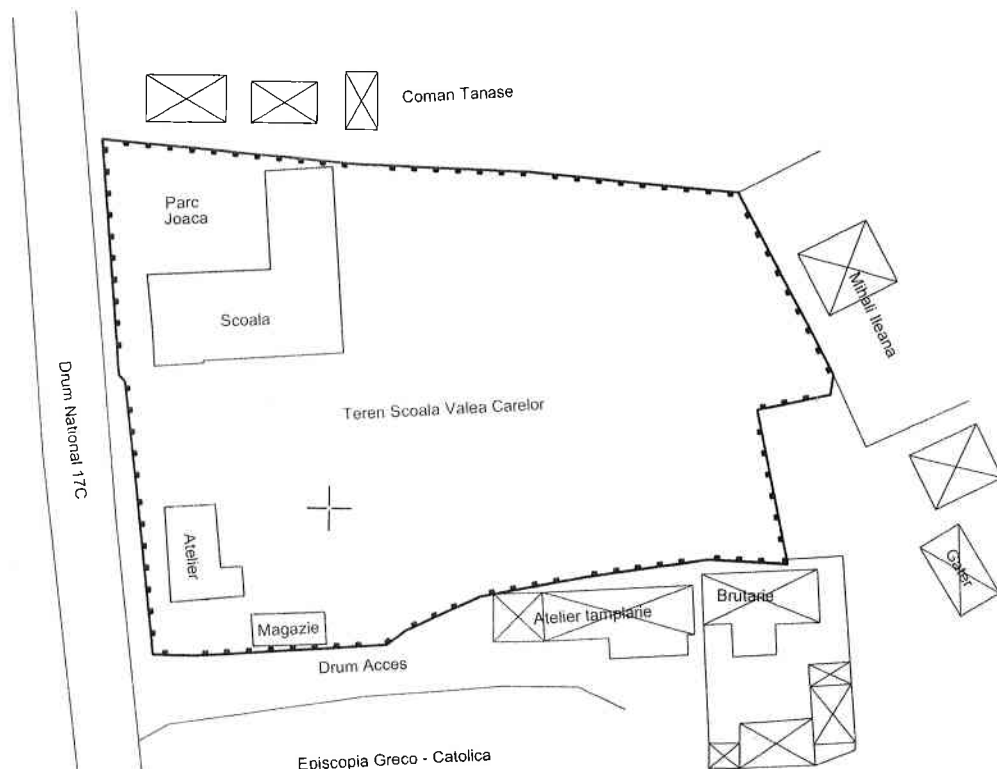 Coman Tanase
Parc
Joaca
Mihali Ileana
Scoala
Drum National 17C
Teren Scoala Valea Carelor
Atelier
Gater
Brutarie
Atelier tamplarie
Magazie
Drum Acces
Episcopia Greco - Catolica